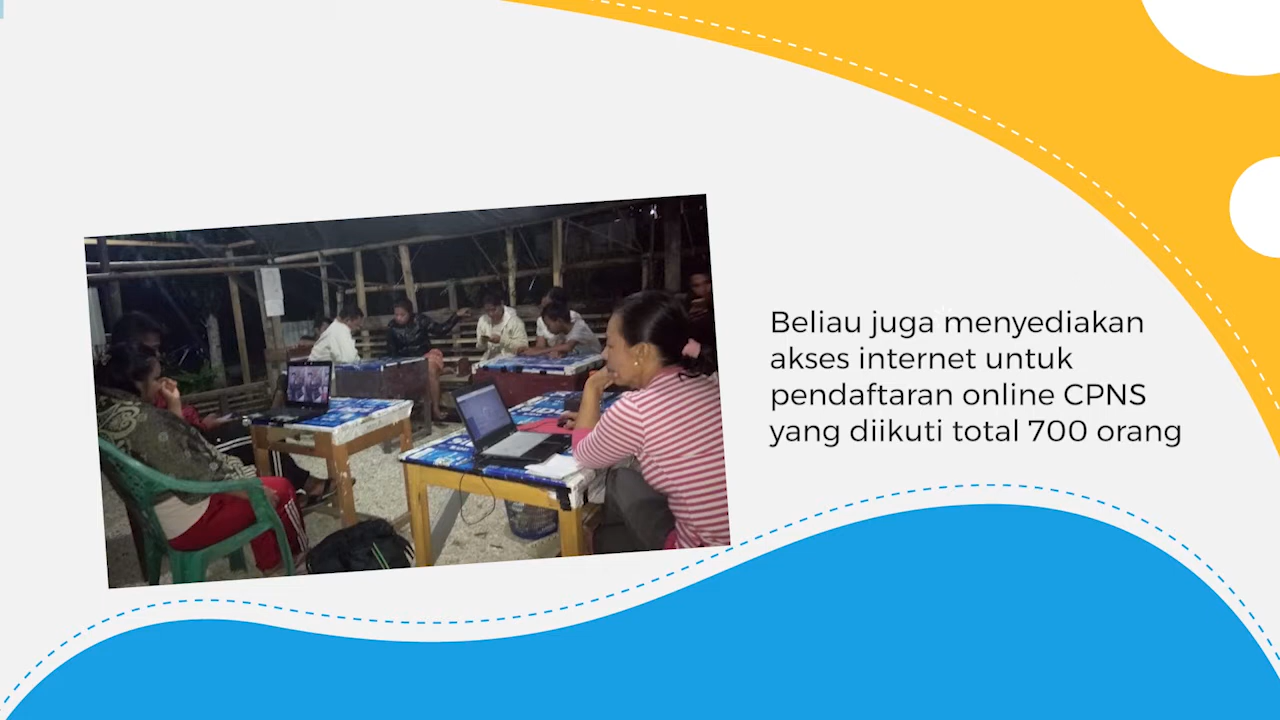 Beliau juga menyediakan
akses internet untuk
pendaftaran online CPNS
yang diikuti total 700 orang